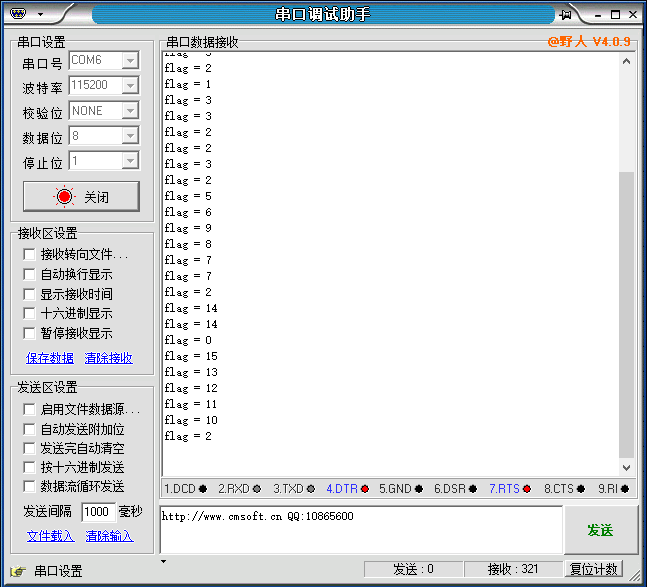 串口调试助手
串口设置
串口号 COM6
波特率 115200
校验位 NONE
数据位 8
停止位 1
关闭
接收区设置
接收转向文件...
自动换行显示
显示接收时间
十六进制显示
暂停接收显示
保存数据 清除接收
发送区设置
启用文件数据源...
自动发送附加位
发送完自动清空
按十六进制发送
数据流循环发送
发送间隔 1000 毫秒
文件载入 清除输入
串口数据接收 @野人 V4.0.9
flag = 2
flag = 1
flag = 3
flag = 3
flag = 2
flag = 2
flag = 3
flag = 2
flag = 5
flag = 6
flag = 9
flag = 8
flag = 7
flag = 7
flag = 2
flag = 14
flag = 14
flag = 0
flag = 15
flag = 13
flag = 12
flag = 11
flag = 10
flag = 2
1.DCD 2.RXD 3.TXD 4.DTR 5.GND 6.DSR 7.RTS 8.CTS 9.RI
http://www.cmsoft.cn QQ:10865600
发送
串口设置 发送 : 0 接收 : 321 复位计数